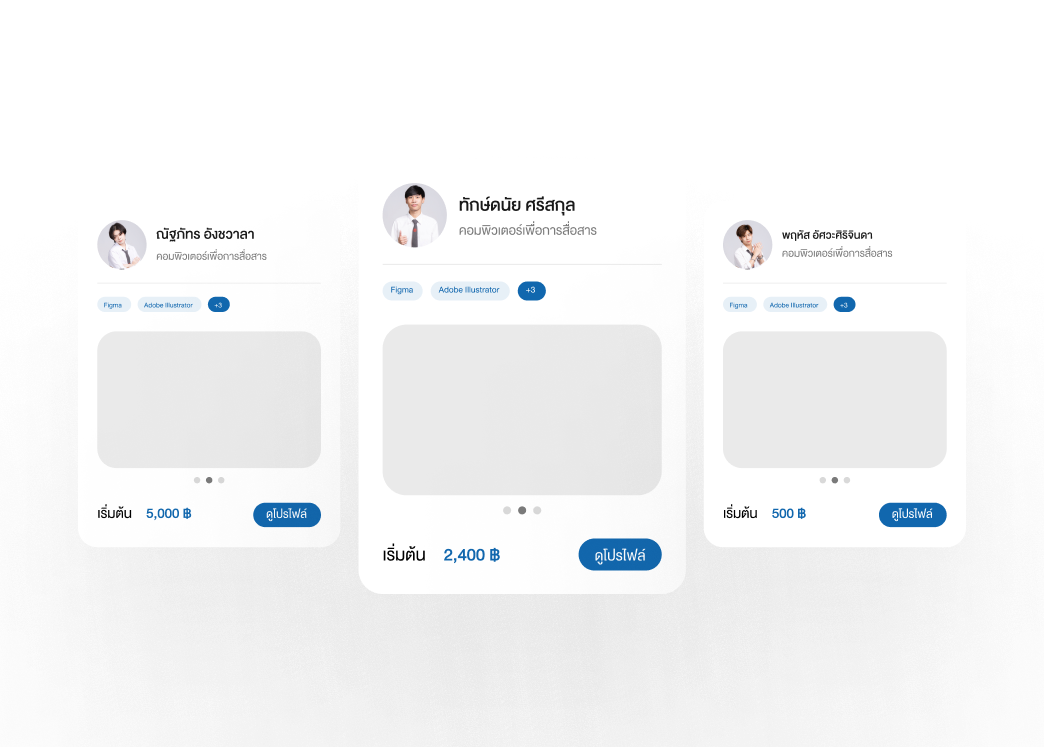 ณัฐภัทร อังชวาลา
คอมพิวเตอร์เพื่อการสื่อสาร
Figma
Adobe Illustrator
+3
เริ่มต้น
5,000 ฿
ดูโปรไฟล์
ทักษ์ดนัย ศรีสกุล
คอมพิวเตอร์เพื่อการสื่อสาร
Figma
Adobe Illustrator
+3
เริ่มต้น
2,400 ฿
ดูโปรไฟล์
พฤหัส อัศวะศิริจินดา
คอมพิวเตอร์เพื่อการสื่อสาร
Figma
Adobe Illustrator
+3
เริ่มต้น
500 ฿
ดูโปรไฟล์